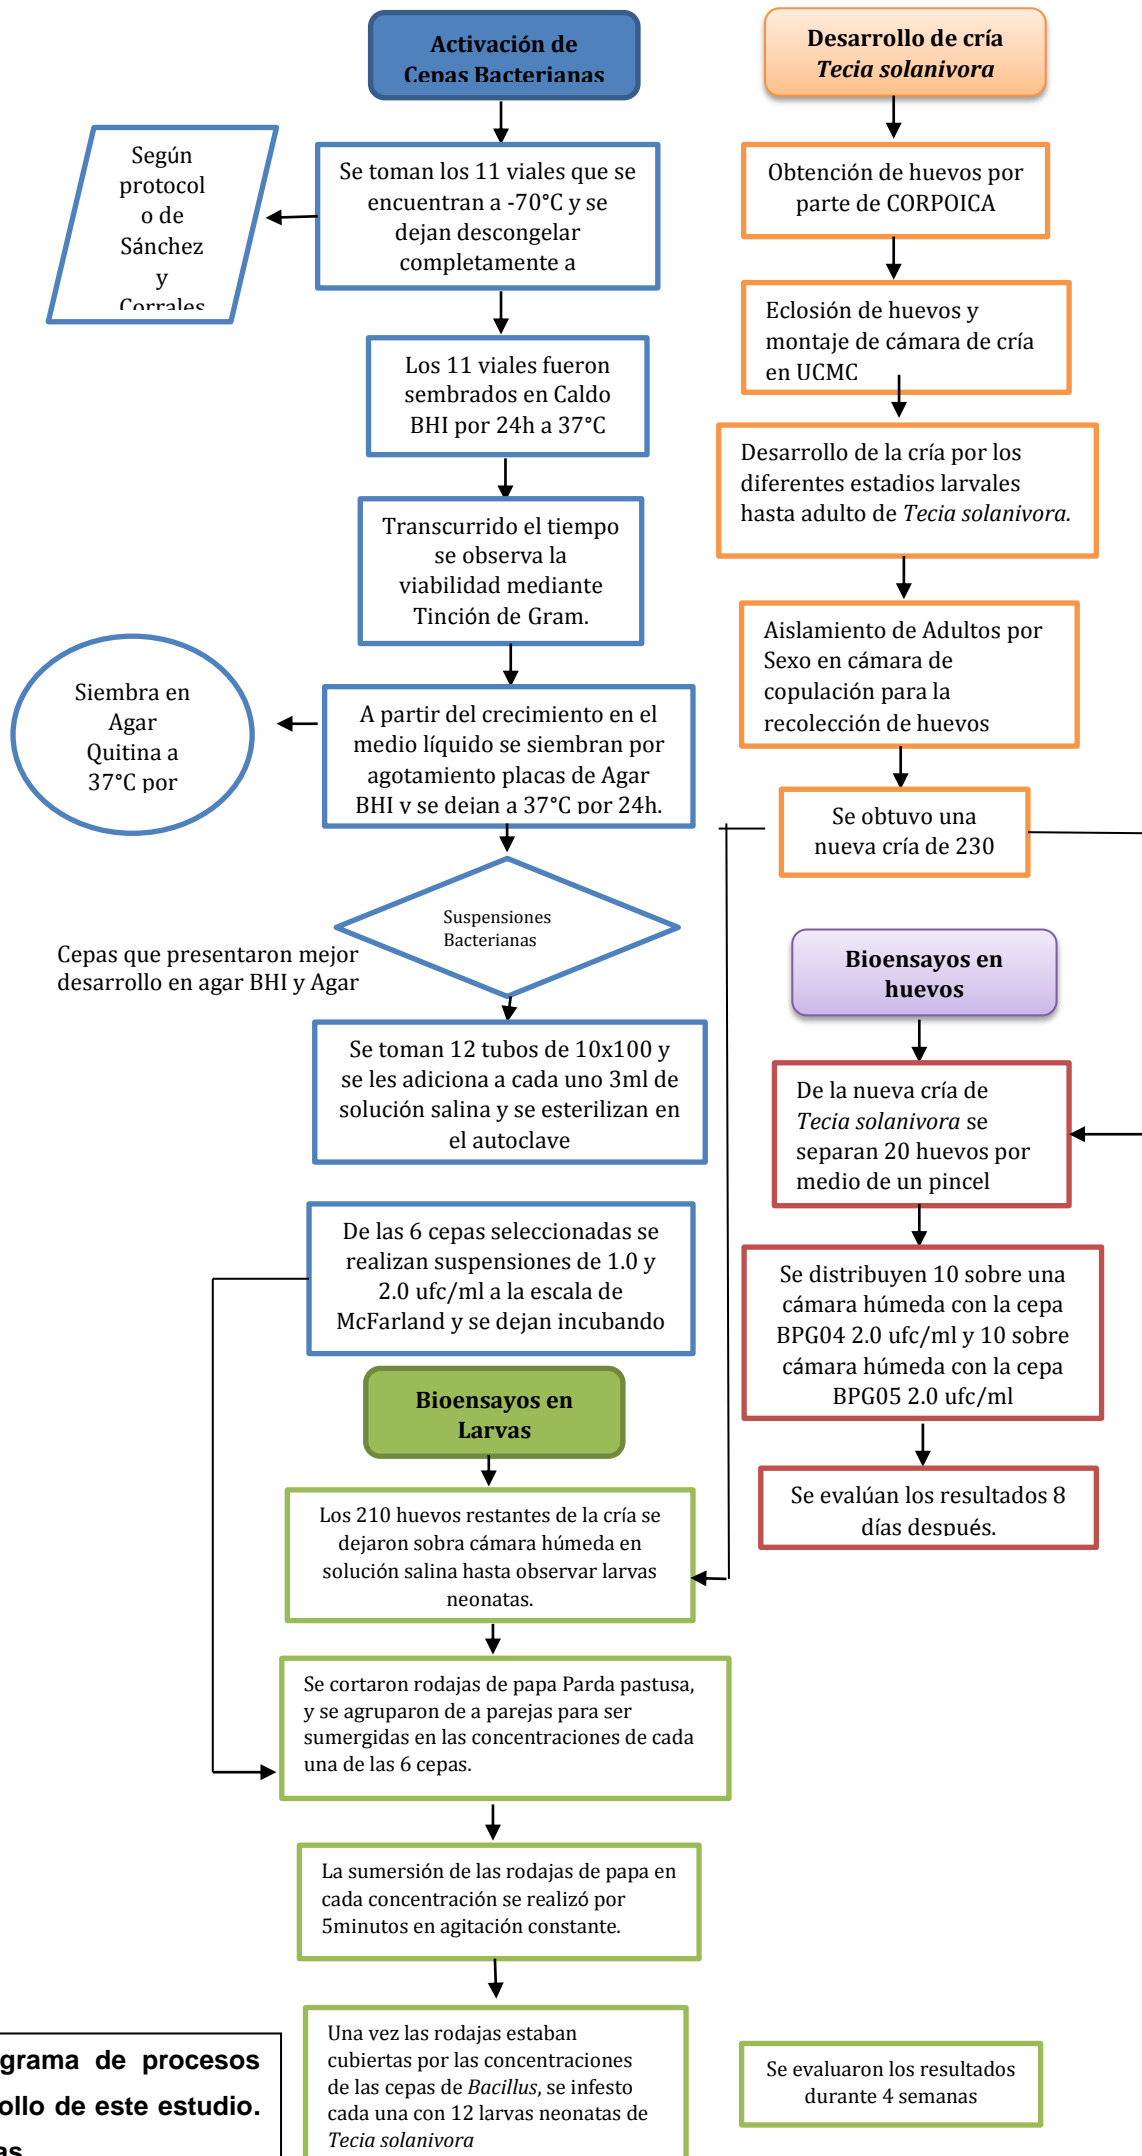 Activación de
Cepas Bacterianas
Según
protocol
o de
Sánchez
y
Corrales
Se toman los 11 viales que se
encuentran a -70°C y se
dejan descongelar
completamente a
Los 11 viales fueron
sembrados en Caldo
BHI por 24h a 37°C
Transcurrido el tiempo
se observa la
viabilidad mediante
Tinción de Gram.
Siembra en
Agar
Quitina a
37°C por
A partir del crecimiento en el
medio líquido se siembran por
agotamiento placas de Agar
BHI y se dejan a 37°C por 24h.
Suspensiones
Bacterianas
Cepas que presentaron mejor
desarrollo en agar BHI y Agar
Se toman 12 tubos de 10x100 y
se les adiciona a cada uno 3ml de
solución salina y se esterilizan en
el autoclave
De las 6 cepas seleccionadas se
realizan suspensiones de 1.0 y
2.0 ufc/ml a la escala de
McFarland y se dejan incubando
Desarrollo de cría
Tecia solanivora
Obtención de huevos por
parte de CORPOICA
Eclosión de huevos y
montaje de cámara de cría
en UCMC
Desarrollo de la cría por los
diferentes estadios larvales
hasta adulto de Tecia solanivora.
Aislamiento de Adultos por
Sexo en cámara de
copulación para la
recolección de huevos
Se obtuvo una
nueva cría de 230
Bioensayos en
huevos
De la nueva cría de
Tecia solanivora se
separan 20 huevos por
medio de un pincel
Se distribuyen 10 sobre una
cámara húmeda con la cepa
BPG04 2.0 ufc/ml y 10 sobre
cámara húmeda con la cepa
BPG05 2.0 ufc/ml
Se evalúan los resultados 8
días después.
Bioensayos en
Larvas
Los 210 huevos restantes de la cría se
dejaron sobra cámara húmeda en
solución salina hasta observar larvas
neonatas.
Se cortaron rodajas de papa Parda pastusa,
y se agruparon de a parejas para ser
sumergidas en las concentraciones de cada
una de las 6 cepas.
La sumersión de las rodajas de papa en
cada concentración se realizó por
5minutos en agitación constante.
Una vez las rodajas estaban
cubiertas por las concentraciones
de las cepas de Bacillus, se infesto
cada una con 12 larvas neonatas de
Tecia solanivora
Se evaluaron los resultados
durante 4 semanas
grama de procesos
ollo de este estudio.
as